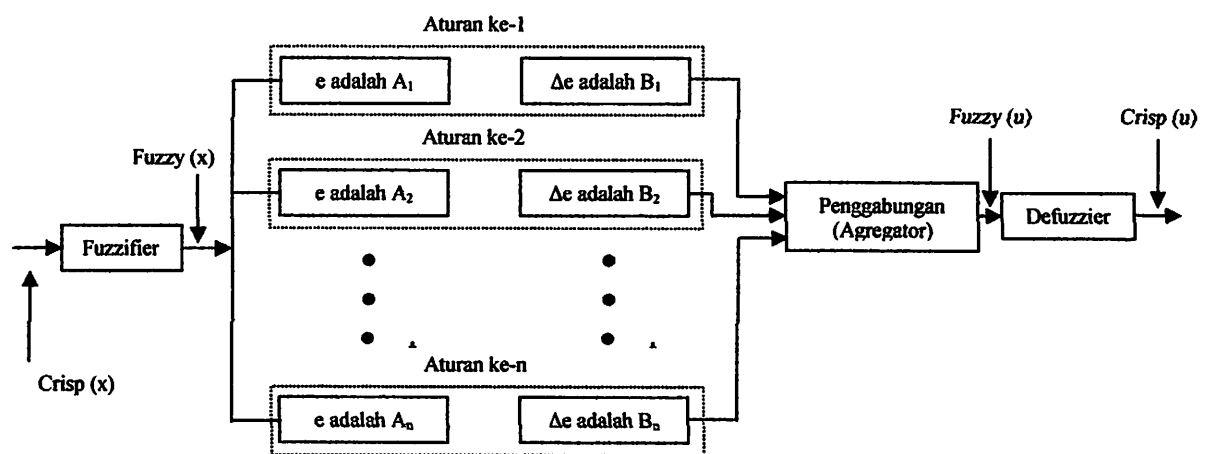 Aturan ke-1
e adalah A₁
Δe adalah B₁
Aturan ke-2
Fuzzy (x)
e adalah A₂
Δe adalah B₂
Fuzzy (u)
Crisp (u)
Fuzzifier
Penggabungan
(Agregator)
Defuzzier
Crisp (x)
Aturan ke-n
e adalah Aₙ
Δe adalah Bₙ